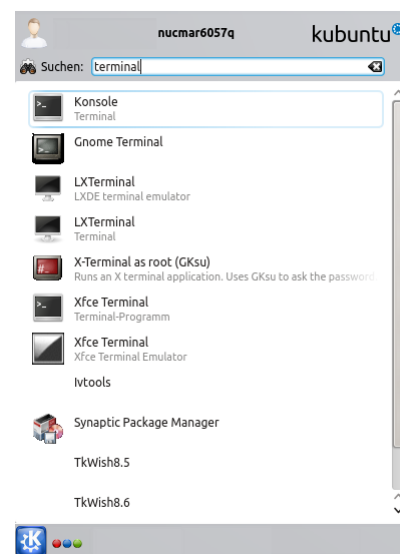 nucmar6057q
kubuntu
Suchen: terminal
Konsole
Terminal
Gnome Terminal
LXTerminal
LXDE terminal emulator
LXTerminal
Terminal
X-Terminal as root (GKsu)
Runs an X terminal application. Uses GKsu to ask the password
Xfce Terminal
Terminal-Programm
Xfce Terminal
Xfce Terminal Emulator
Ivtools
Synaptic Package Manager
TkWish8.5
TkWish8.6